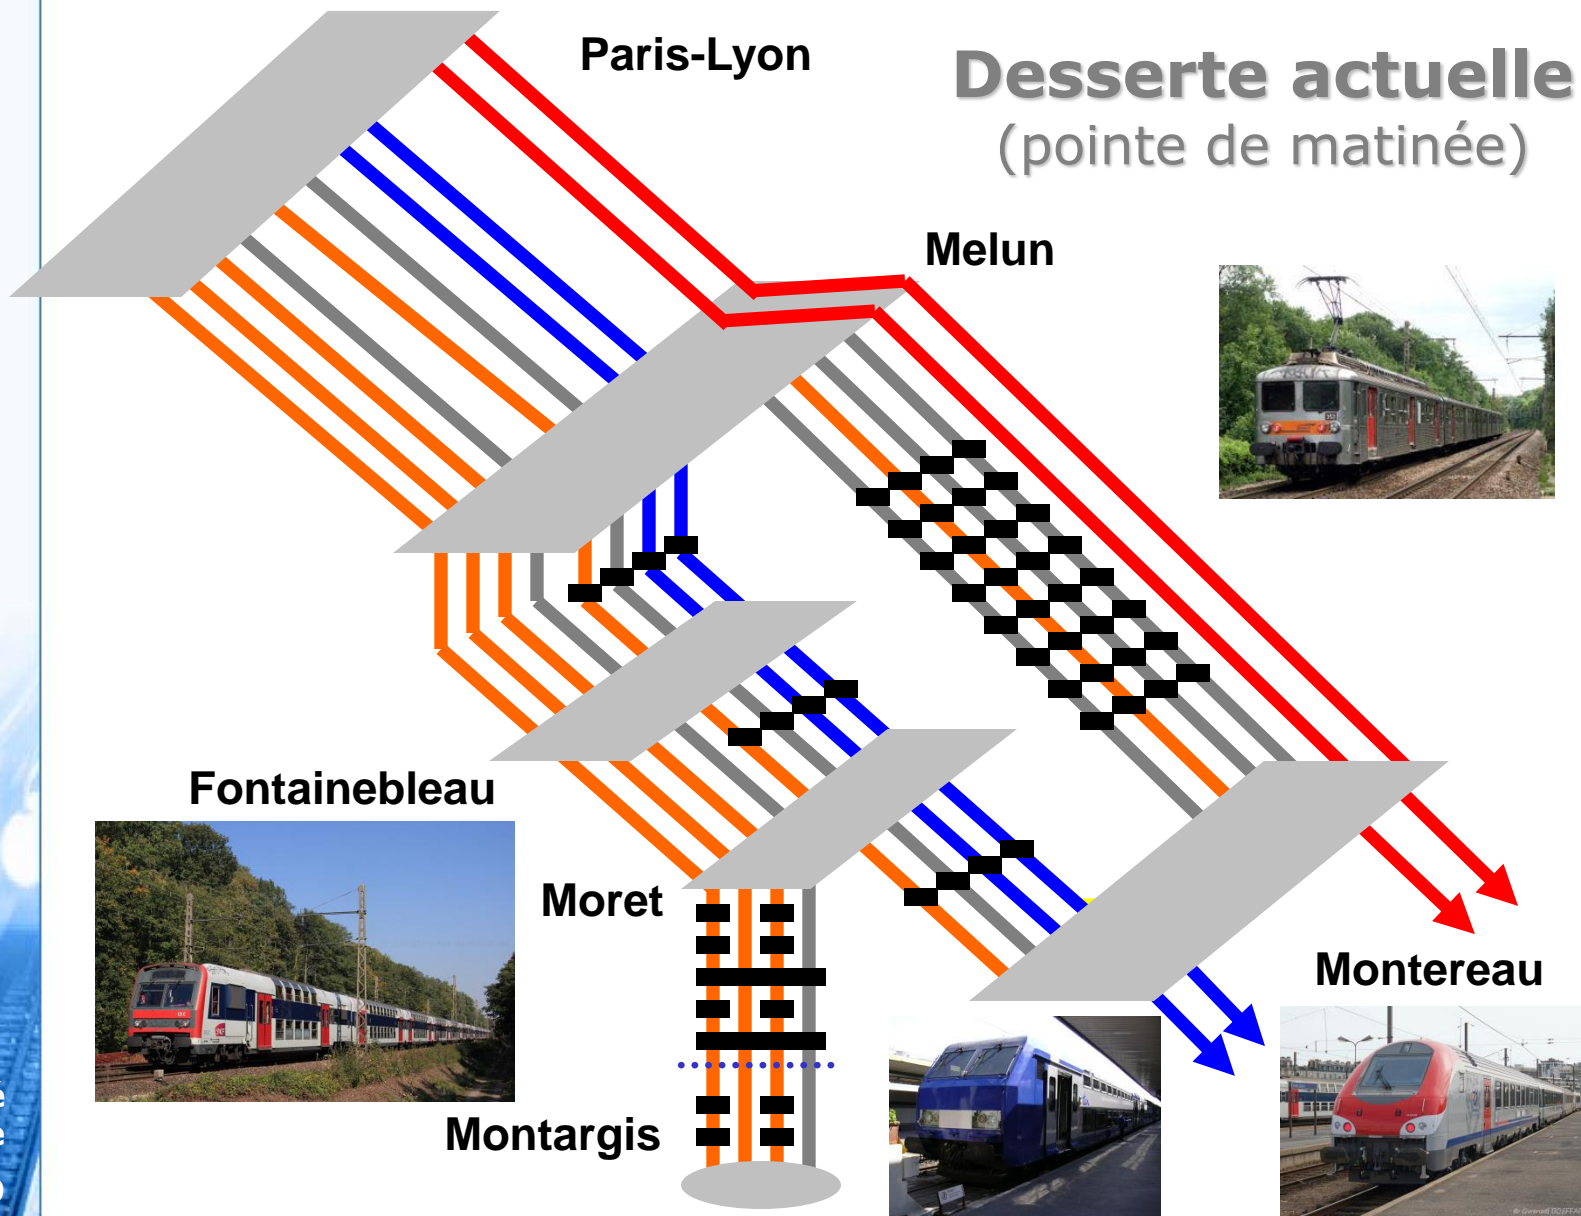 Paris-Lyon
Desserte actuelle
(pointe de matinée)
Melun
Fontainebleau
Moret
Montereau
Montargis